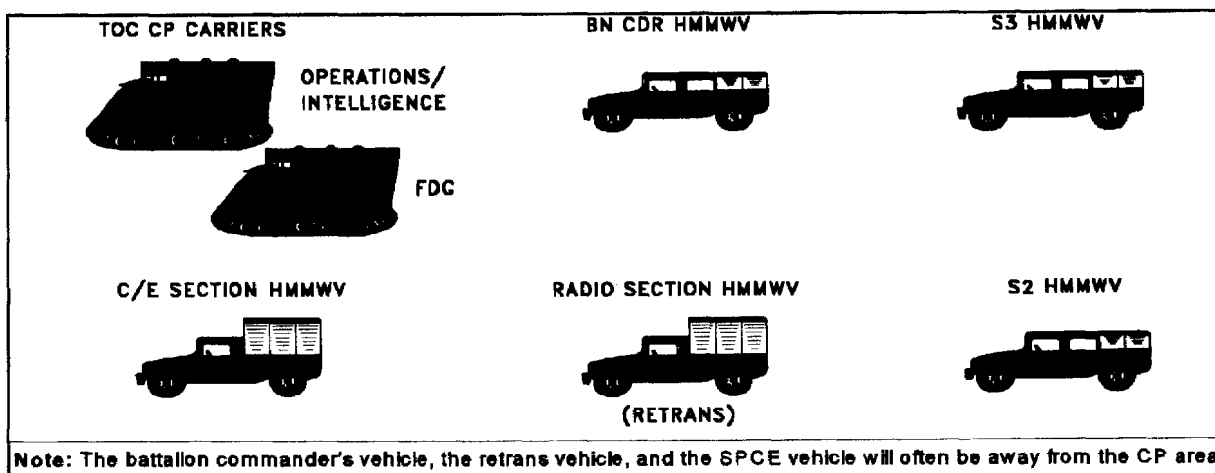 TOC CP CARRIERS
OPERATIONS/
INTELLIGENCE
FDC
BN CDR HMMWV
S3 HMMWV
C/E SECTION HMMWV
RADIO SECTION HMMWV
(RETRANS)
S2 HMMWV
Note: The battalion commander's vehicle, the retrans vehicle, and the SPCE vehicle will often be away from the CP area